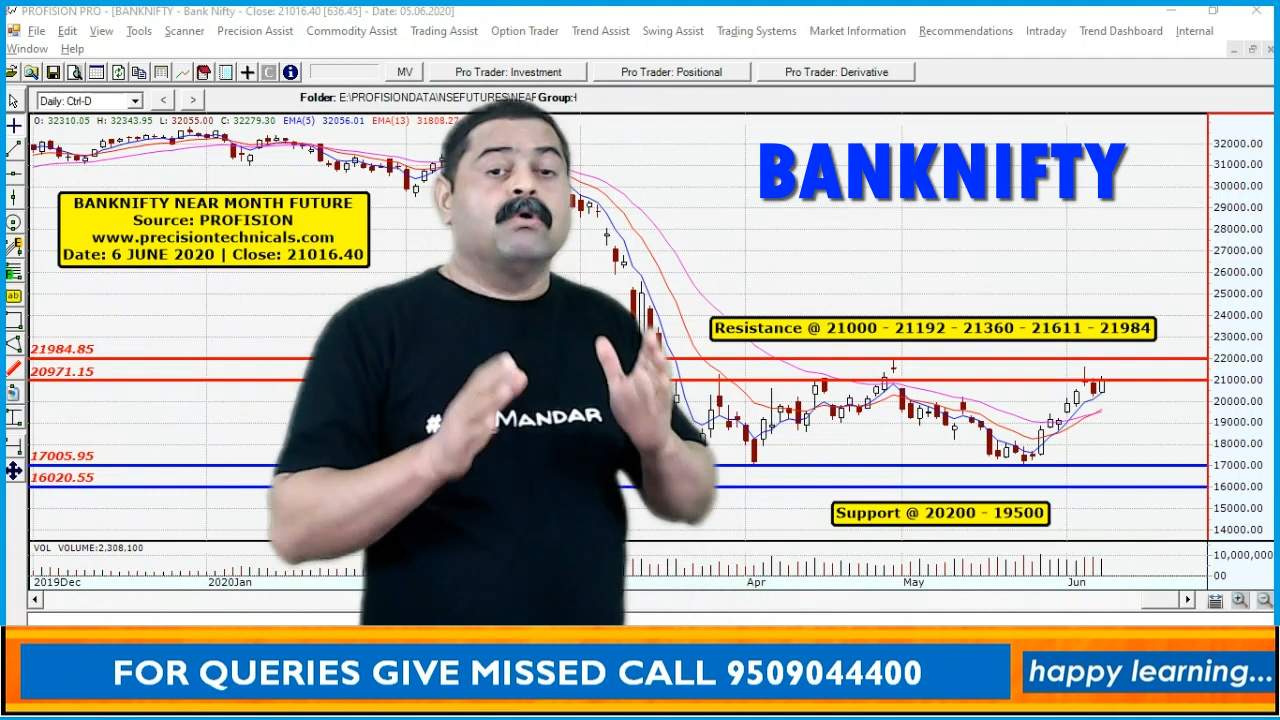 PROFISION PRO - [BANKNIFTY - Bank Nifty - Close: 21016.40 [636.45] - Date: 05.06.2020]
File Edit View Tools Scanner Precision Assist Commodity Assist Trading Assist Option Trader Trend Assist Swing Assist Trading Systems Market Information Recommendations Intraday Trend Dashboard Internal
Window Help
MV Pro Trader: Investment Pro Trader: Positional Pro Trader: Derivative
Daily: Ctrl-D < > Folder: E:\PROFISIONDATA\NSEFUTURES\NEAR Group:
O: 32310.05 H: 32343.95 L: 32055.00 C: 32279.30 EMA(5) 32056.01 EMA(13) 31808.27
BANKNIFTY
BANKNIFTY NEAR MONTH FUTURE
Source: PROFISION
www.precisiontechnicals.com
Date: 6 JUNE 2020 | Close: 21016.40
32000.00
31000.00
30000.00
29000.00
28000.00
27000.00
26000.00
25000.00
24000.00
23000.00
22000.00
21000.00
20000.00
19000.00
18000.00
17000.00
16000.00
15000.00
14000.00
Resistance @ 21000 - 21192 - 21360 - 21611 - 21984
21984.85
20971.15
MANDAR
17005.95
16020.55
Support @ 20200 - 19500
VOL VOLUME:2,308,100
10,000,000
00
2019Dec 2020Jan Apr May Jun
FOR QUERIES GIVE MISSED CALL 9509044400
happy learning...